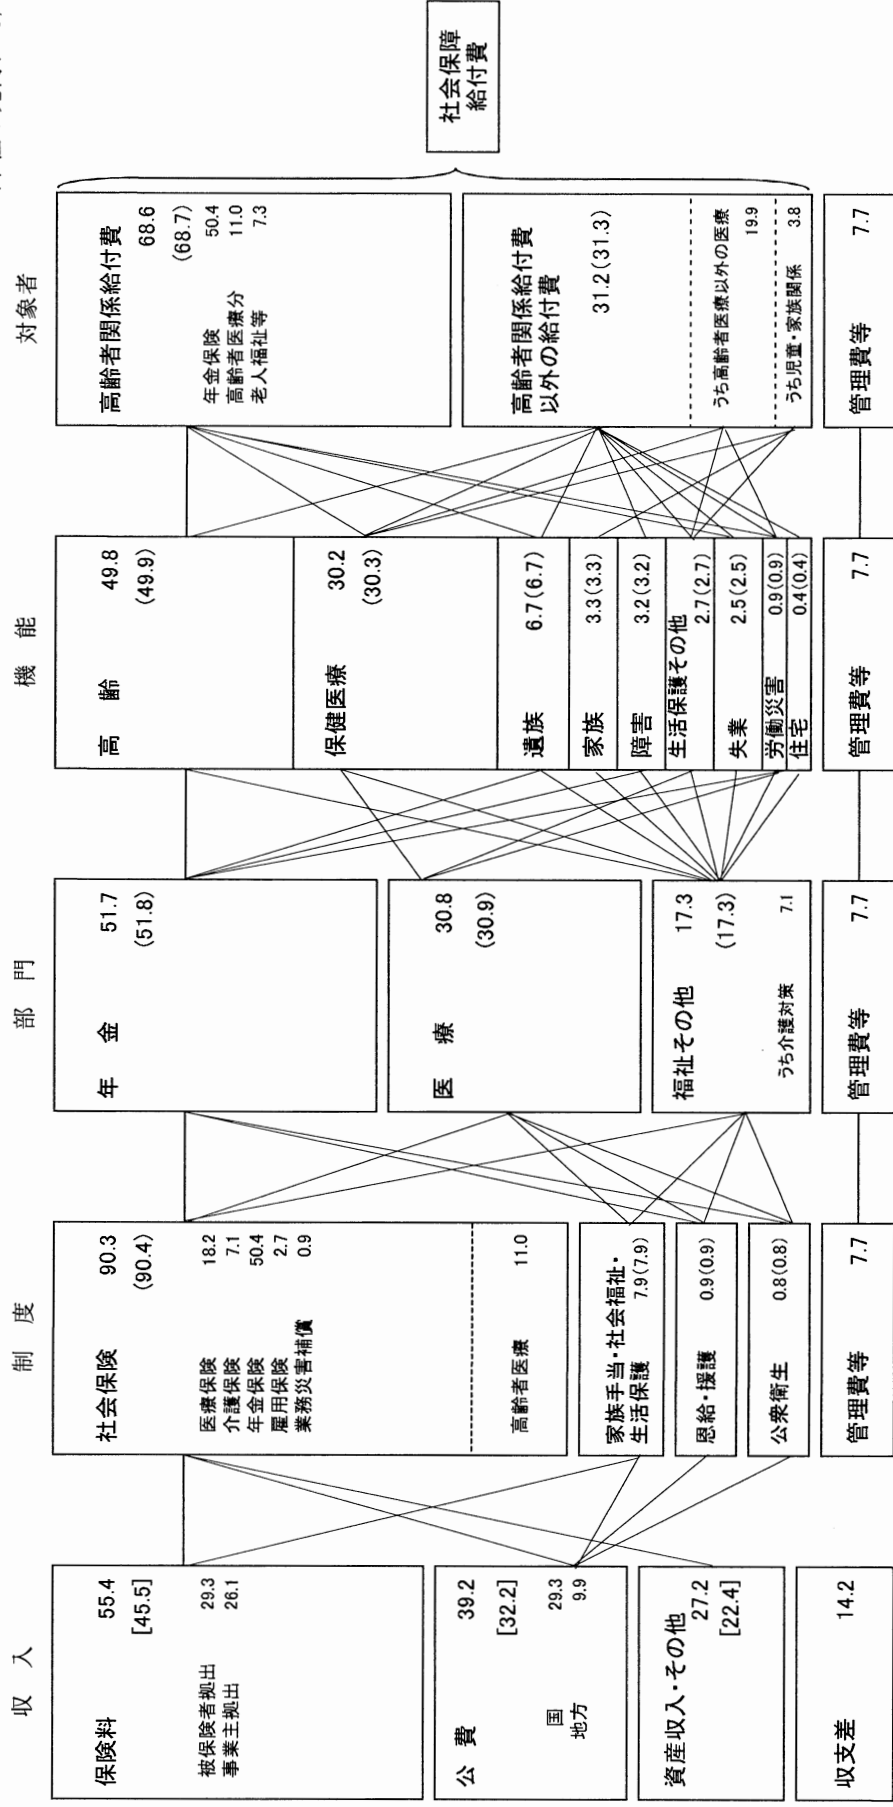 収 入
保険料 55.4
[45.5]
被保険者拠出 29.3
事業主拠出 26.1
公 費 39.2
[32.2]
国 29.3
地方 9.9
資産収入・その他
27.2
[22.4]
収支差 14.2
制 度
社会保険 90.3
(90.4)
医療保険 18.2
介護保険 7.1
年金保険 50.4
雇用保険 2.7
業務災害補償 0.9
高齢者医療 11.0
家族手当・社会福祉・
生活保護 7.9(7.9)
恩給・援護 0.9(0.9)
公衆衛生 0.8(0.8)
管理費等 7.7
部 門
年 金 51.7
(51.8)
医 療 30.8
(30.9)
福祉その他 17.3
(17.3)
うち介護対策 7.1
管理費等 7.7
機 能
高 齢 49.8
(49.9)
保健医療 30.2
(30.3)
遺族 6.7(6.7)
家族 3.3(3.3)
障害 3.2(3.2)
生活保護その他
2.7(2.7)
失業 2.5(2.5)
労働災害 0.9(0.9)
住宅 0.4(0.4)
管理費等 7.7
対象者
高齢者関係給付費
68.6
(68.7)
年金保険 50.4
高齢者医療分 11.0
老人福祉等 7.3
高齢者関係給付費
以外の給付費
31.2(31.3)
うち高齢者医療以外の医療
19.9
うち児童・家族関係 3.8
管理費等 7.7
社会保障
給付費